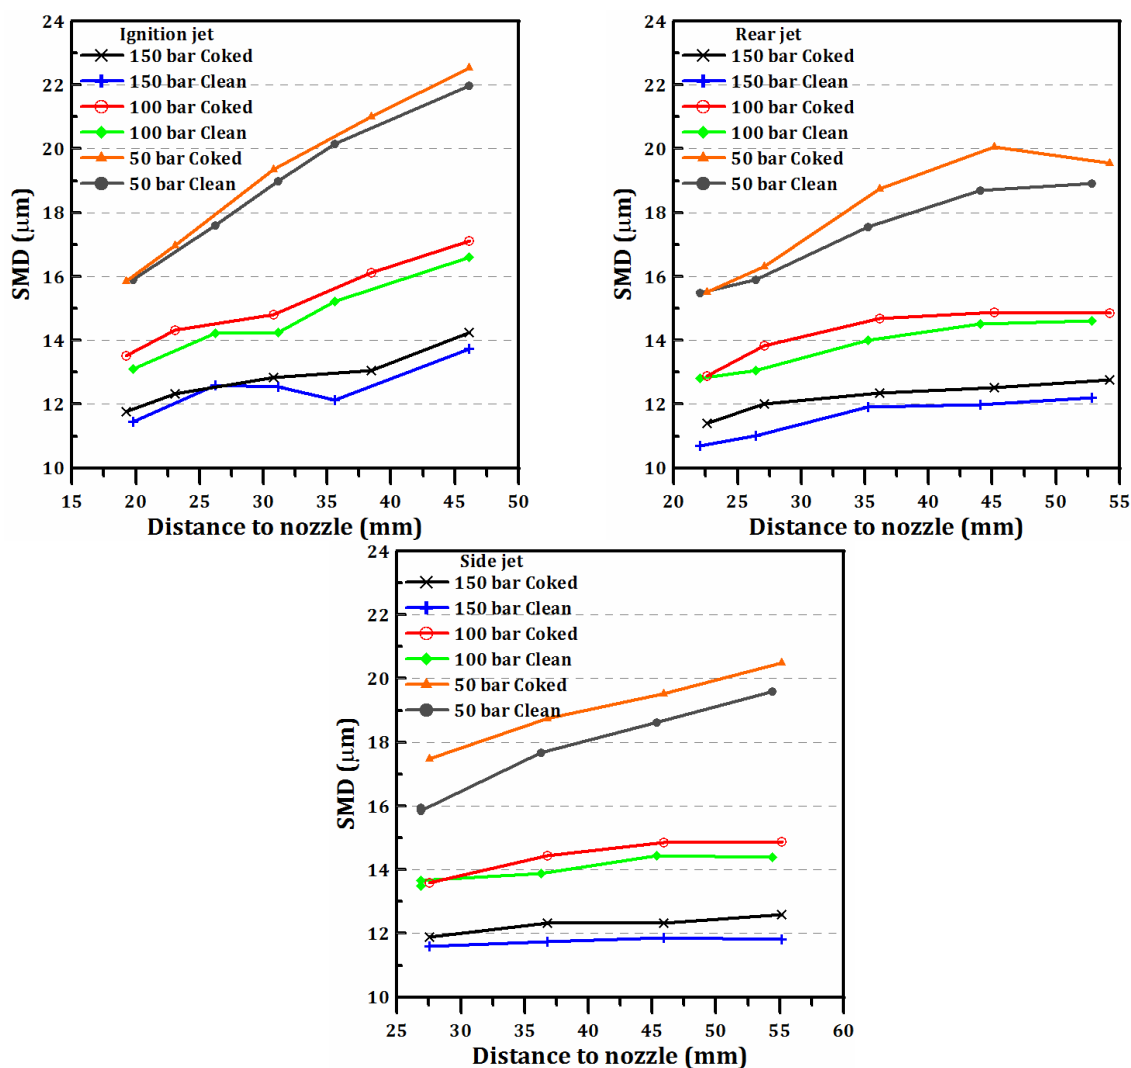 Ignition jet
150 bar Coked
150 bar Clean
100 bar Coked
100 bar Clean
50 bar Coked
50 bar Clean
24
22
20
18
16
14
12
10
SMD (μm)
15 20 25 30 35 40 45 50
Distance to nozzle (mm)
Rear jet
150 bar Coked
150 bar Clean
100 bar Coked
100 bar Clean
50 bar Coked
50 bar Clean
24
22
20
18
16
14
12
10
SMD (μm)
20 25 30 35 40 45 50 55
Distance to nozzle (mm)
Side jet
150 bar Coked
150 bar Clean
100 bar Coked
100 bar Clean
50 bar Coked
50 bar Clean
24
22
20
18
16
14
12
10
SMD (μm)
25 30 35 40 45 50 55 60
Distance to nozzle (mm)